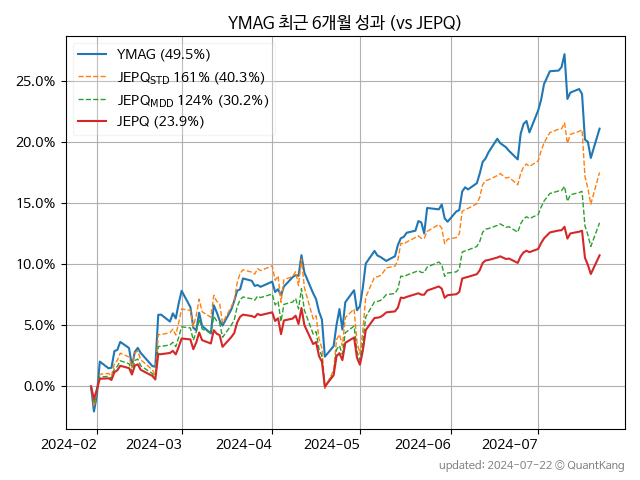 YMAG 최근 6개월 성과 (vs JEPQ)
YMAG (49.5%)
JEPQSTD 161% (40.3%)
JEPQMDD 124% (30.2%)
JEPQ (23.9%)
25.0%
20.0%
15.0%
10.0%
5.0%
0.0%
2024-02 2024-03 2024-04 2024-05 2024-06 2024-07
updated: 2024-07-22 © QuantKang